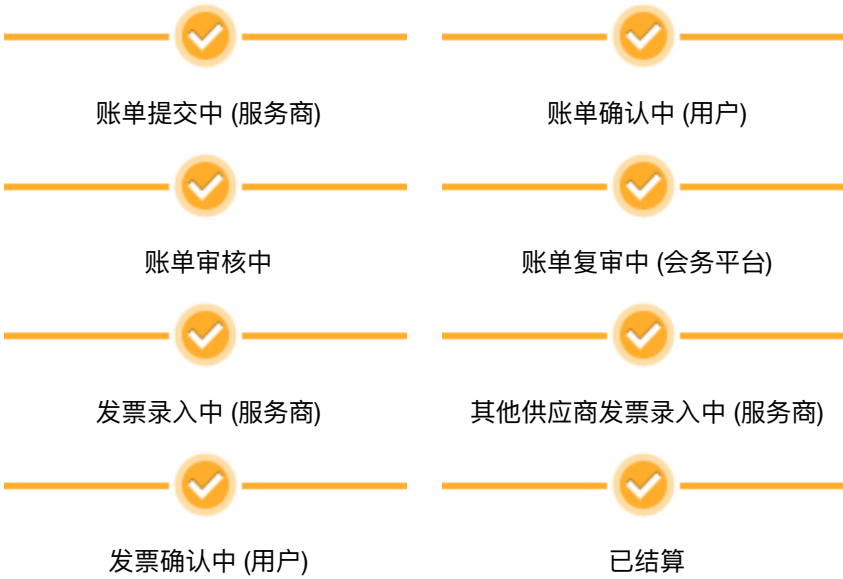 账单提交中 (服务商)
账单确认中 (用户)
账单审核中
账单复审中 (会务平台)
发票录入中 (服务商)
其他供应商发票录入中 (服务商)
发票确认中 (用户)
已结算